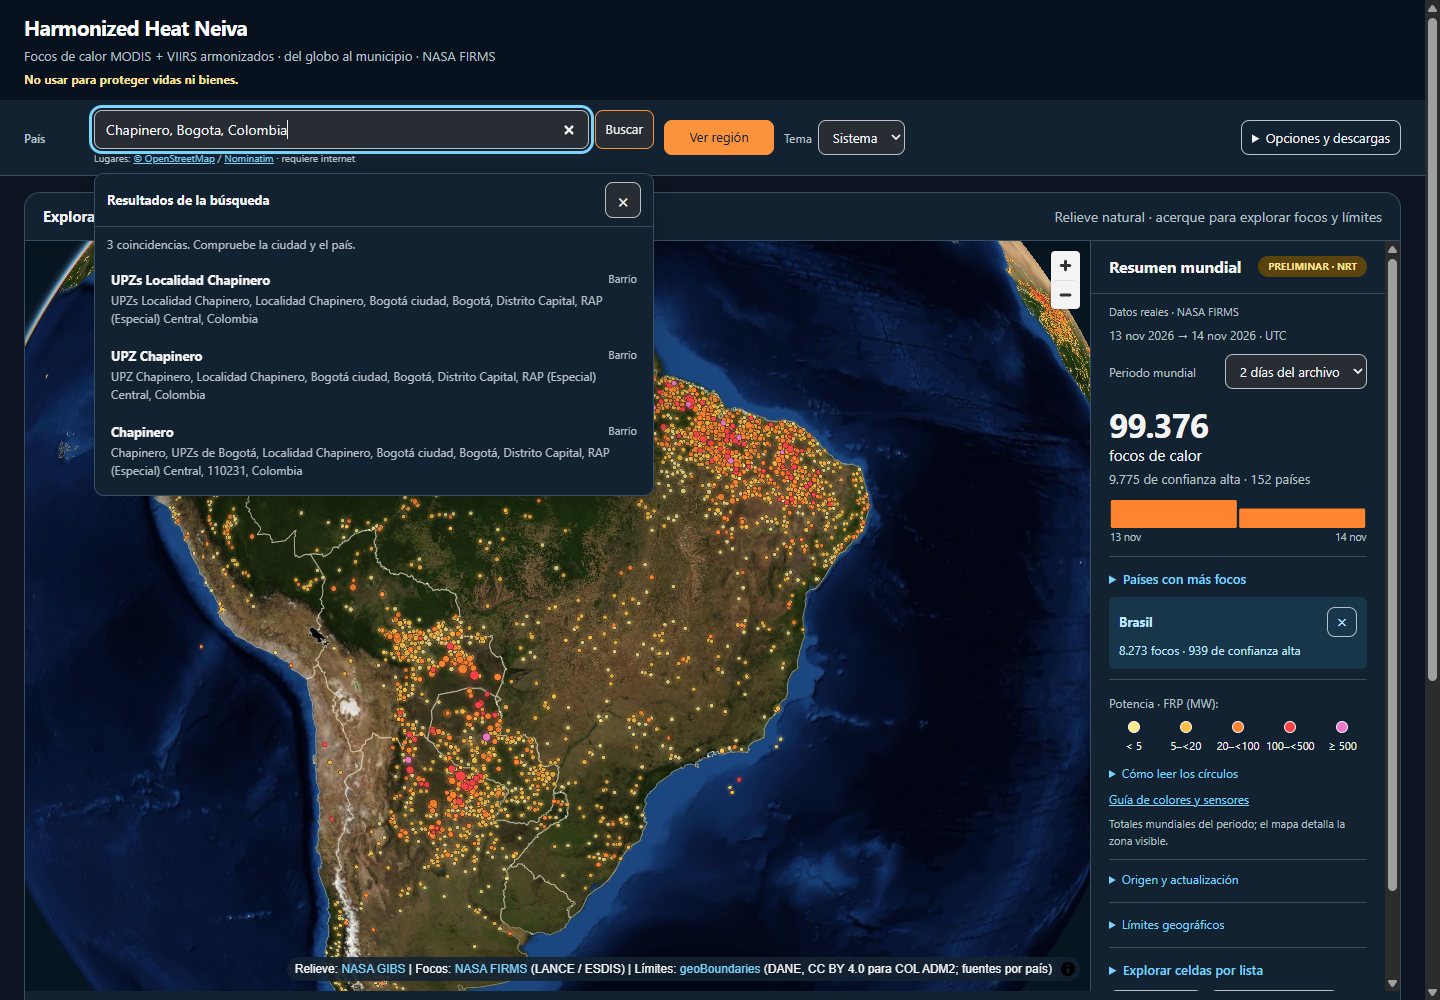 Harmonized Heat Neiva
Focos de calor MODIS + VIIRS armonizados · del globo al municipio · NASA FIRMS
No usar para proteger vidas ni bienes.
País
Chapinero, Bogota, Colombia
×
Buscar
Ver región
Tema
Sistema
▶ Opciones y descargas
Lugares: © OpenStreetMap / Nominatim · requiere internet
Explora
Relieve natural · acerque para explorar focos y límites
Resultados de la búsqueda
×
3 coincidencias. Compruebe la ciudad y el país.
UPZs Localidad Chapinero
Barrio
UPZs Localidad Chapinero, Localidad Chapinero, Bogotá ciudad, Bogotá, Distrito Capital, RAP
(Especial) Central, Colombia
UPZ Chapinero
Barrio
UPZ Chapinero, Localidad Chapinero, Bogotá ciudad, Bogotá, Distrito Capital, RAP (Especial)
Central, Colombia
Chapinero
Barrio
Chapinero, UPZs de Bogotá, Localidad Chapinero, Bogotá ciudad, Bogotá, Distrito Capital, RAP
(Especial) Central, 110231, Colombia
+
−
Relieve: NASA GIBS | Focos: NASA FIRMS (LANCE / ESDIS) | Límites: geoBoundaries (DANE, CC BY 4.0 para COL ADM2; fuentes por país)
Resumen mundial
PRELIMINAR · NRT
Datos reales · NASA FIRMS
13 nov 2026 → 14 nov 2026 · UTC
Periodo mundial
2 días del archivo
99.376
focos de calor
9.775 de confianza alta · 152 países
13 nov
14 nov
▶ Países con más focos
Brasil
×
8.273 focos · 939 de confianza alta
Potencia · FRP (MW):
< 5
5–<20
20–<100
100–<500
≥ 500
▶ Cómo leer los círculos
Guía de colores y sensores
Totales mundiales del periodo; el mapa detalla la
zona visible.
▶ Origen y actualización
▶ Límites geográficos
▶ Explorar celdas por lista